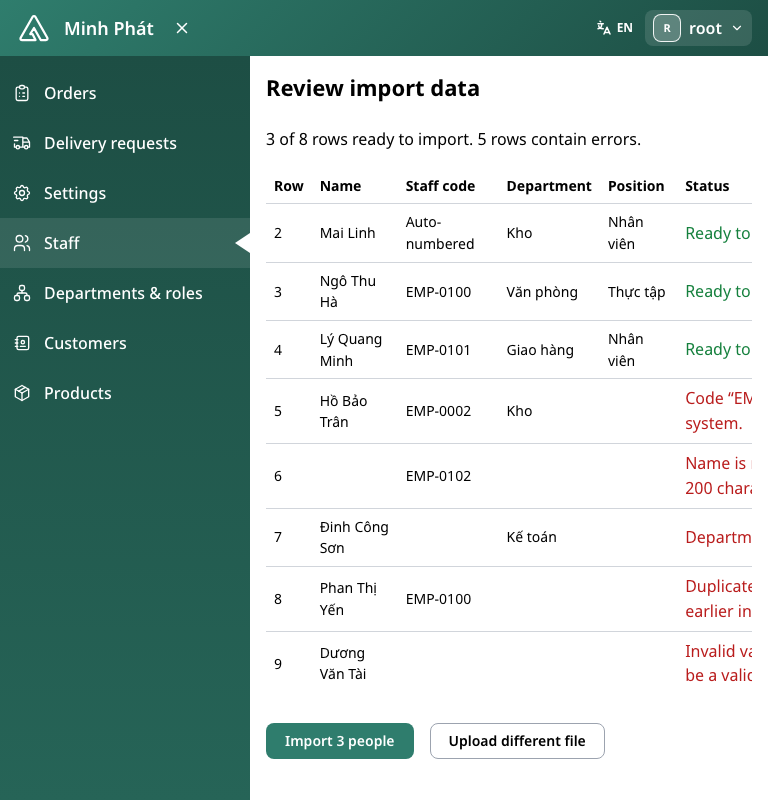 Minh Phát
EN
R
root
Orders
Delivery requests
Settings
Staff
Departments & roles
Customers
Products
Review import data
3 of 8 rows ready to import. 5 rows contain errors.
Row Name Staff code Department Position Status
2 Mai Linh Auto-numbered Kho Nhân viên Ready to
3 Ngô Thu Hà EMP-0100 Văn phòng Thực tập Ready to
4 Lý Quang Minh EMP-0101 Giao hàng Nhân viên Ready to
5 Hồ Bảo Trân EMP-0002 Kho Code “EM
system.
6 EMP-0102 Name is
200 chara
7 Đinh Công Sơn Kế toán Departm
8 Phan Thị Yến EMP-0100 Duplicate
earlier in
9 Dương Văn Tài Invalid va
be a valid
Import 3 people
Upload different file